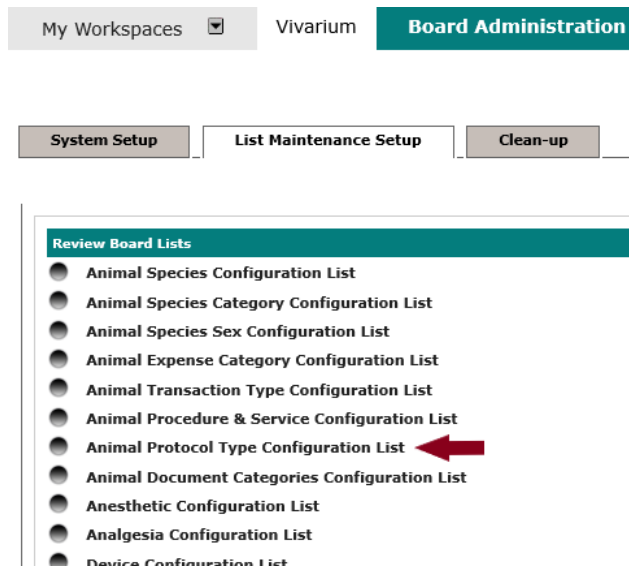 My Workspaces Vivarium Board Administration
System Setup List Maintenance Setup Clean-up
Review Board Lists
Animal Species Configuration List
Animal Species Category Configuration List
Animal Species Sex Configuration List
Animal Expense Category Configuration List
Animal Transaction Type Configuration List
Animal Procedure & Service Configuration List
Animal Protocol Type Configuration List
Animal Document Categories Configuration List
Anesthetic Configuration List
Analgesia Configuration List
Device Configuration List